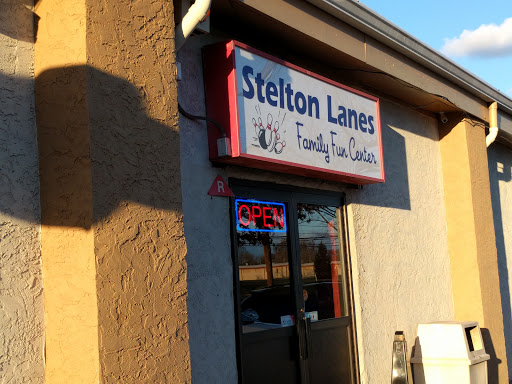 Stelton Lanes
Family Fun Center
R
OPEN